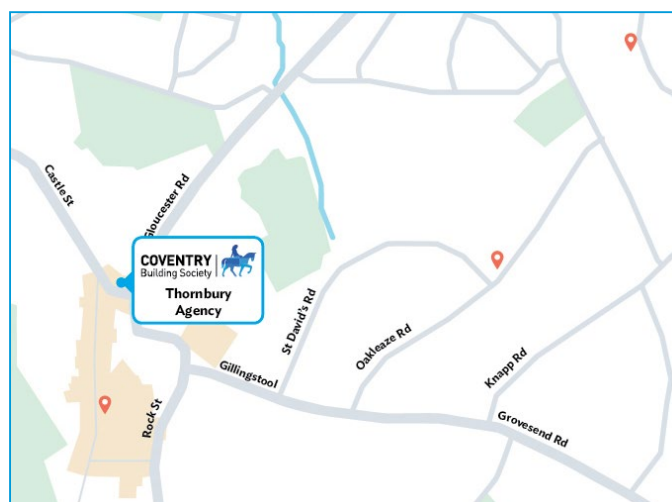 Castle St
Gloucester Rd
COVENTRY
Building Society
Thornbury
Agency
St David's Rd
Oakleaze Rd
Knapp Rd
Gillingstool
Rock St
Grovesend Rd